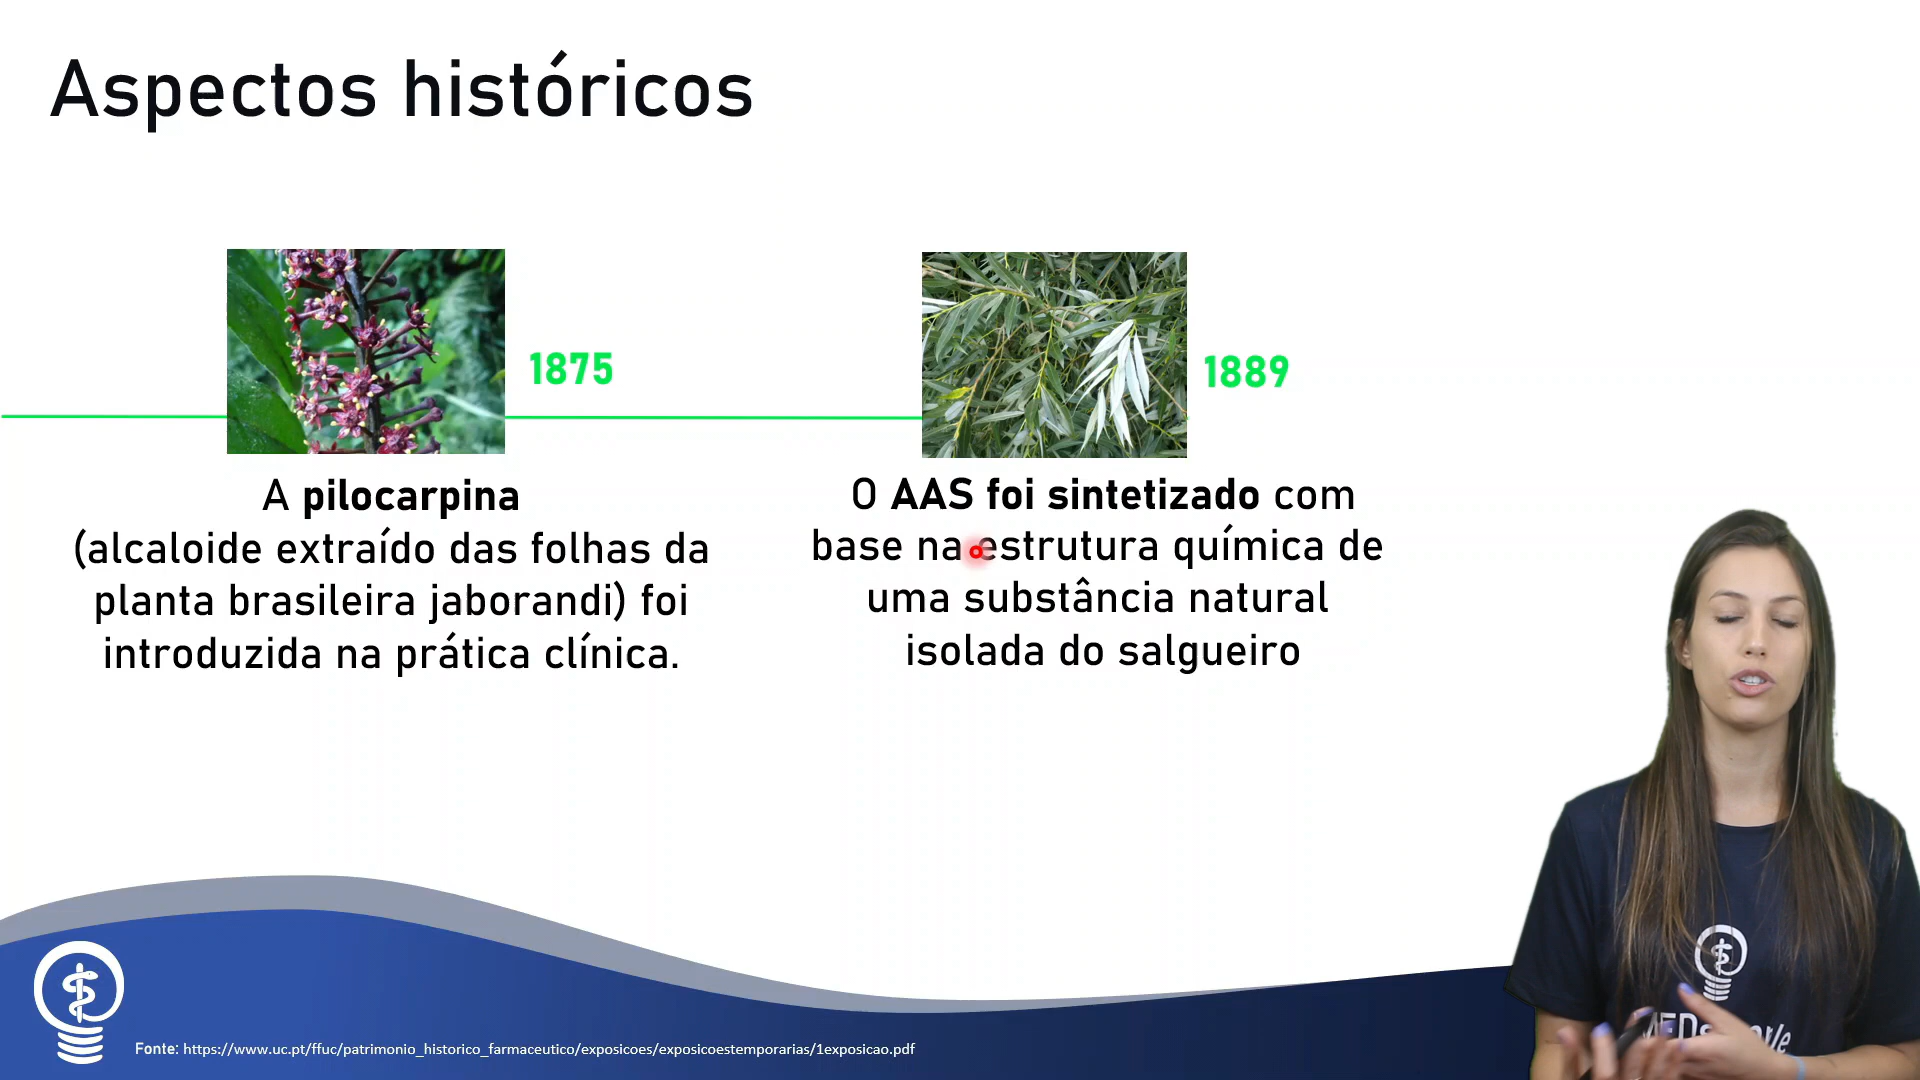 Aspectos históricos
1875
1889
A pilocarpina
(alcaloide extraído das folhas da
planta brasileira jaborandi) foi
introduzida na prática clínica.
O AAS foi sintetizado com
base na estrutura química de
uma substância natural
isolada do salgueiro
Fonte: https://www.uc.pt/ffuc/patrimonio_historico_farmaceutico/exposicoes/exposicoestemporarias/1exposicao.pdf